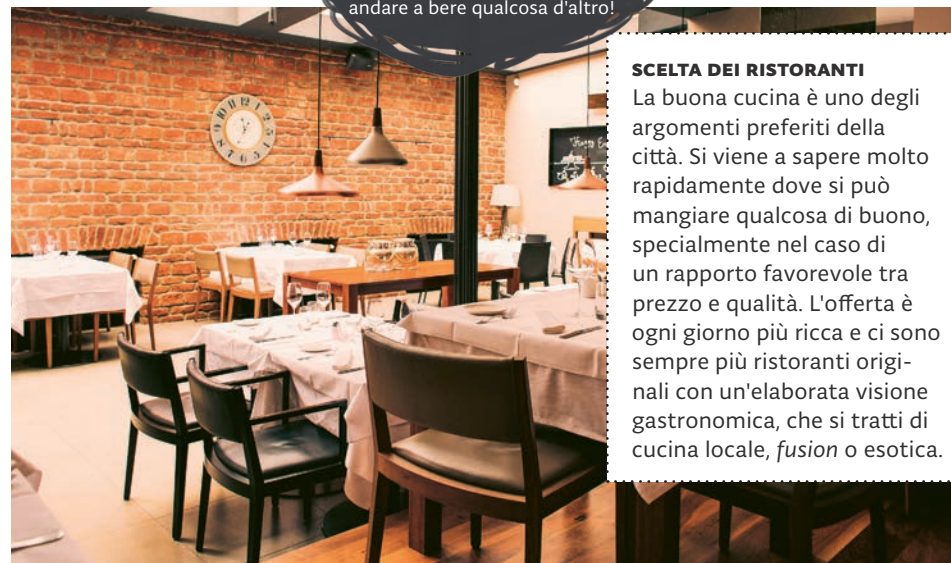 andare a bere qualcosa d'altro!
SCELTA DEI RISTORANTI
La buona cucina è uno degli
argomenti preferiti della
città. Si viene a sapere molto
rapidamente dove si può
mangiare qualcosa di buono,
specialmente nel caso di
un rapporto favorevole tra
prezzo e qualità. L'offerta è
ogni giorno più ricca e ci sono
sempre più ristoranti origi-
nali con un'elaborata visione
gastronomica, che si tratti di
cucina locale, fusion o esotica.